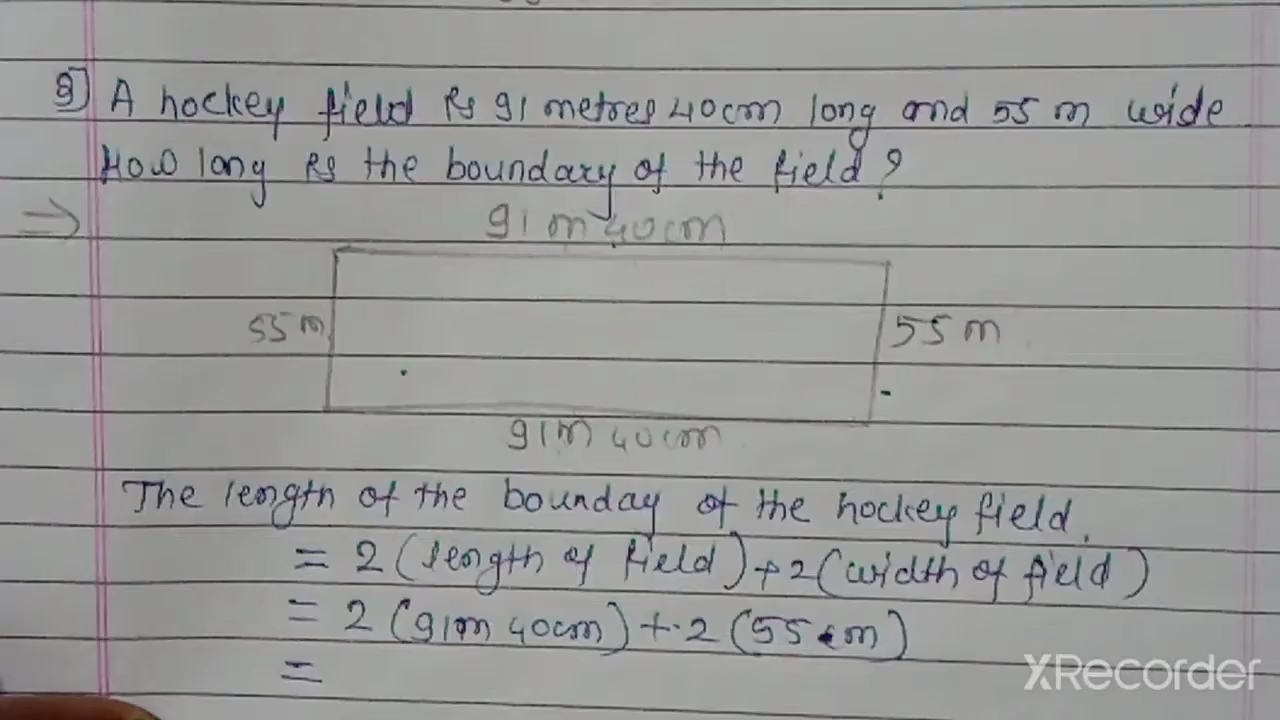 8] A hockey field is 91 metres 40cm long and 55 m wide
How long is the boundary of the field?
⇒
91 m 40cm
55 m
55 m
91m 40cm
The length of the bounday of the hockey field.
= 2 (length of field) + 2 (width of field)
= 2 (91m 40cm) + 2 (55 m)
=
XRecorder